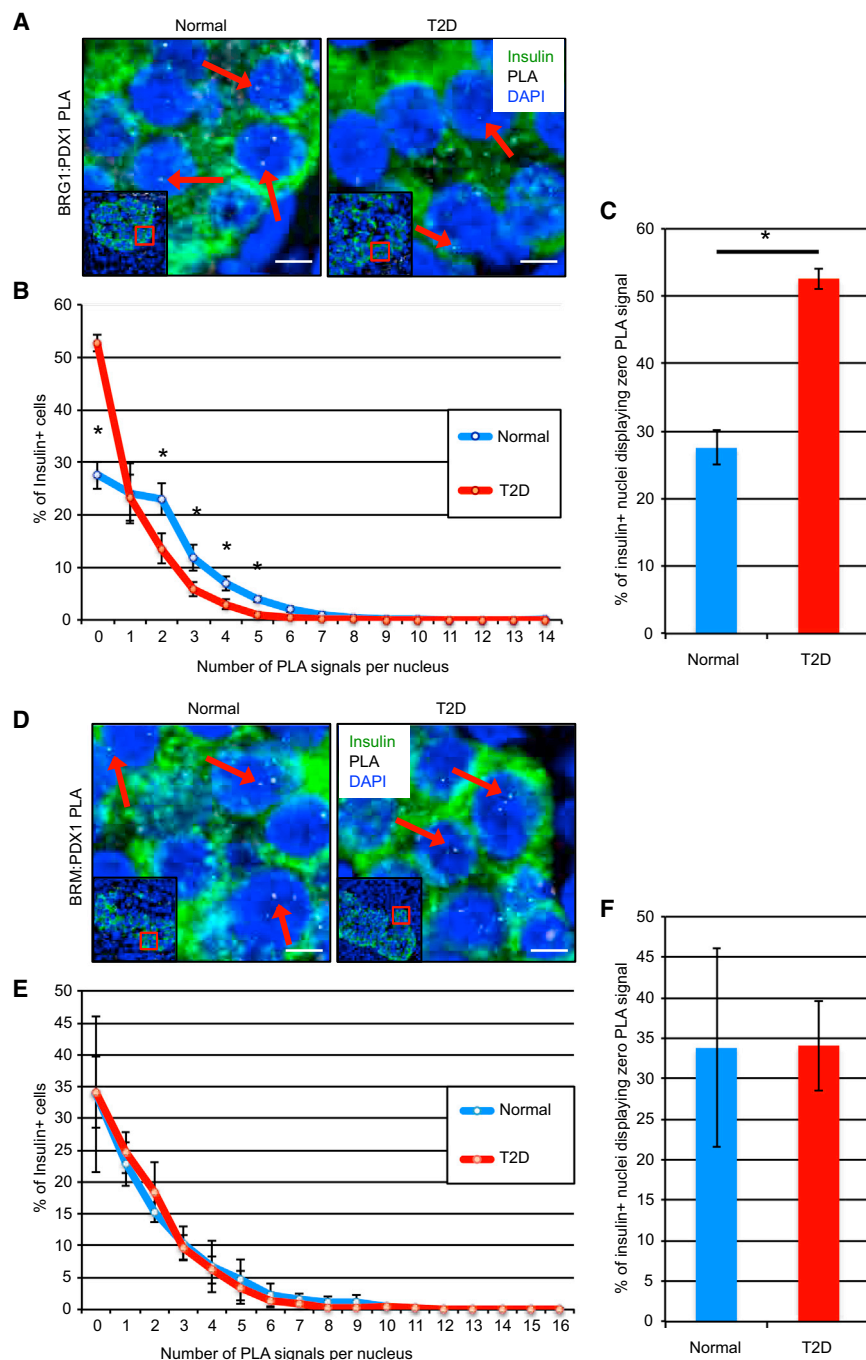 A
Normal
T2D
BRG1:PDX1 PLA
Insulin
PLA
DAPI
B
% of Insulin+ cells
60
50
40
30
20
10
0
*
*
*
*
*
Normal
T2D
0 1 2 3 4 5 6 7 8 9 10 11 12 13 14
Number of PLA signals per nucleus
C
% of insulin+ nuclei displaying zero PLA signal
60
50
40
30
20
10
0
*
Normal
T2D
D
Normal
T2D
BRM:PDX1 PLA
Insulin
PLA
DAPI
E
% of Insulin+ cells
50
45
40
35
30
25
20
15
10
5
0
Normal
T2D
0 1 2 3 4 5 6 7 8 9 10 11 12 13 14 15 16
Number of PLA signals per nucleus
F
% of insulin+ nuclei displaying zero PLA signal
50
45
40
35
30
25
20
15
10
5
0
Normal
T2D